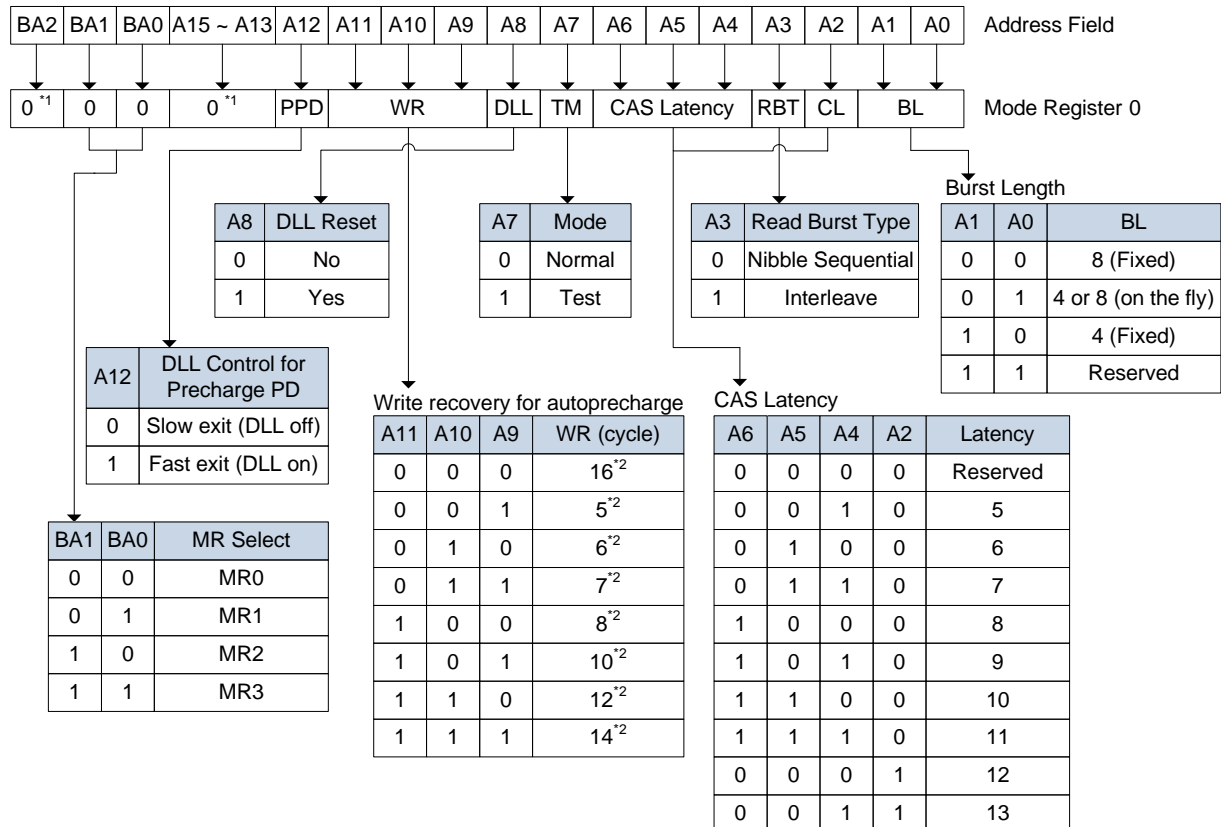 BA2 BA1 BA0 A15 ~ A13 A12 A11 A10 A9 A8 A7 A6 A5 A4 A3 A2 A1 A0 Address Field
0 *1 0 0 0 *1 PPD WR DLL TM CAS Latency RBT CL BL Mode Register 0
A8 DLL Reset
0 No
1 Yes
A7 Mode
0 Normal
1 Test
A3 Read Burst Type
0 Nibble Sequential
1 Interleave
Burst Length
A1 A0 BL
0 0 8 (Fixed)
0 1 4 or 8 (on the fly)
1 0 4 (Fixed)
1 1 Reserved
A12 DLL Control for
Precharge PD
0 Slow exit (DLL off)
1 Fast exit (DLL on)
BA1 BA0 MR Select
0 0 MR0
0 1 MR1
1 0 MR2
1 1 MR3
Write recovery for autoprecharge
A11 A10 A9 WR (cycle)
0 0 0 16*2
0 0 1 5*2
0 1 0 6*2
0 1 1 7*2
1 0 0 8*2
1 0 1 10*2
1 1 0 12*2
1 1 1 14*2
CAS Latency
A6 A5 A4 A2 Latency
0 0 0 0 Reserved
0 0 1 0 5
0 1 0 0 6
0 1 1 0 7
1 0 0 0 8
1 0 1 0 9
1 1 0 0 10
1 1 1 0 11
0 0 0 1 12
0 0 1 1 13